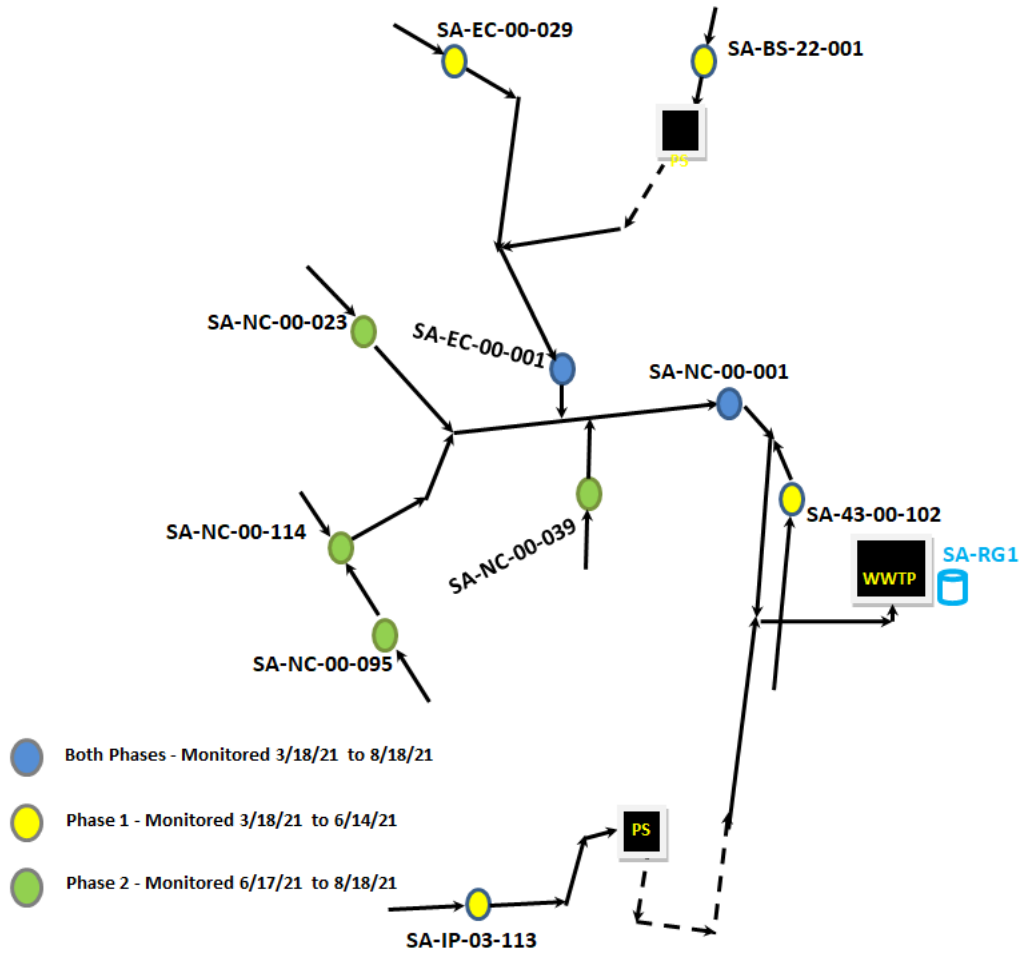 SA-EC-00-029
SA-BS-22-001
PS
SA-NC-00-023
SA-EC-00-001
SA-NC-00-001
SA-NC-00-114
SA-NC-00-039
SA-43-00-102
SA-RG1
WWTP
SA-NC-00-095
Both Phases - Monitored 3/18/21 to 8/18/21
Phase 1 - Monitored 3/18/21 to 6/14/21
PS
Phase 2 - Monitored 6/17/21 to 8/18/21
SA-IP-03-113